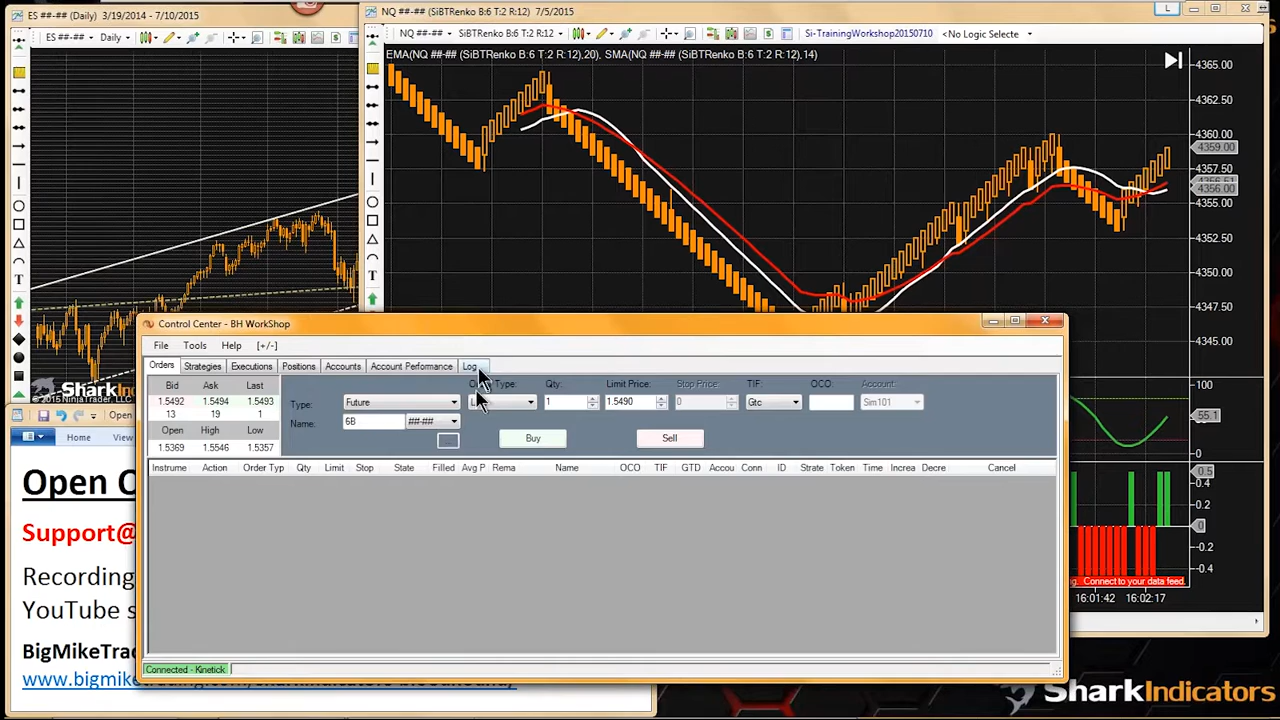 ES ##-## (Daily) 3/19/2014 - 7/10/2015
ES ##-## Daily
NQ ##-## (SiBTRenko B:6 T:2 R:12) 7/5/2015
L
NQ ##-## SiBTRenko B:6 T:2 R:12
Si-TrainingWorkshop20150710 <No Logic Selecte
EMA(NQ ##-## (SiBTRenko B:6 T:2 R:12),20), SMA(NQ ##-## (SiBTRenko B:6 T:2 R:12),14)
4365.00
4362.50
4360.00
4359.00
4357.50
4356.00
4355.00
4352.50
4350.00
4347.50
T
T
Control Center - BH WorkShop
File Tools Help [+/-]
Orders Strategies Executions Positions Accounts Account Performance Log
Bid Ask Last
1.5492 1.5494 1.5493
13 19 1
Open High Low
1.5369 1.5546 1.5357
Type: Future
Name: 6B ##-##
Type: Qty: Limit Price: Stop Price: TIF: OCO: Account:
1 1.5490 0 Gtc Sim101
...
Buy Sell
Instrume Action Order Typ Qty Limit Stop State Filled Avg P Rema Name OCO TIF GTD Accou Conn ID Strate Token Time Increa Decre Cancel
Connected - Kinetick
100
55.1
0
0.5
0.4
0
-0.2
-0.4
Connect to your data feed.
16:01:42 16:02:17
NinjaTrader, LLC
Open
Home
Open
Support@
Recording
YouTube s
BigMikeTra
www.bigmi
SharkIndicators